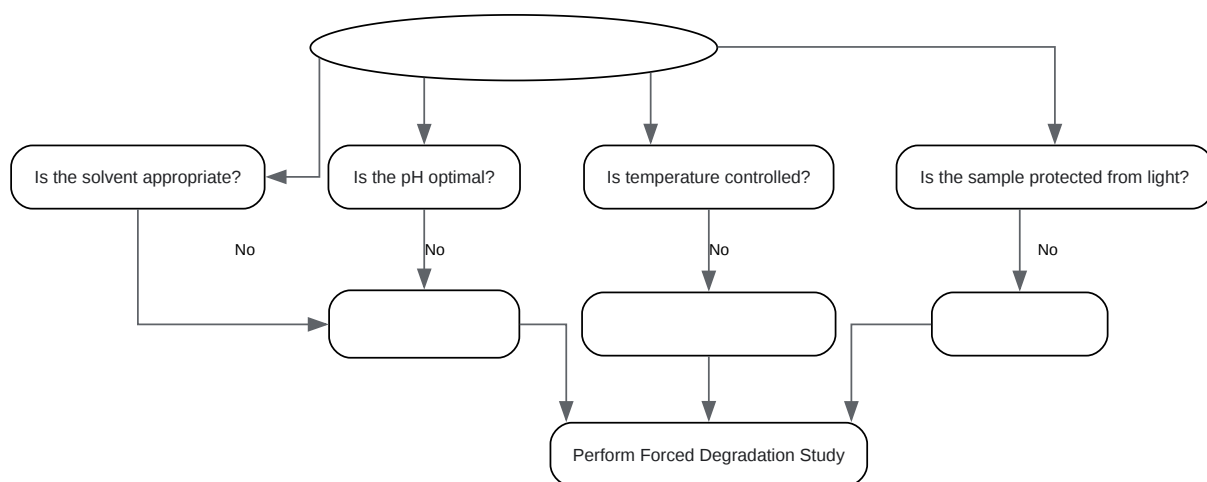 Is the solvent appropriate?
Is the pH optimal?
Is temperature controlled?
Is the sample protected from light?
No
No
No
No
Perform Forced Degradation Study